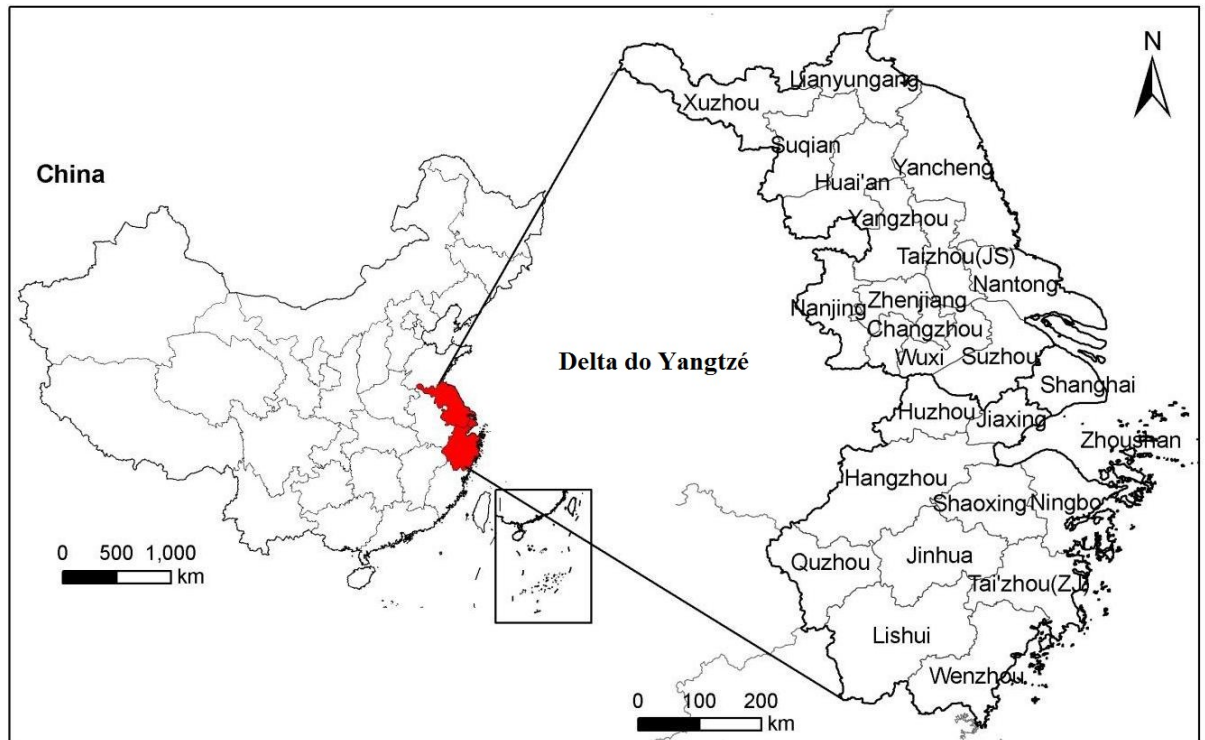 China
0 500 1,000
km
Delta do Yangtzé
N
Lianyungang
Xuzhou
Suqian
Yancheng
Huai'an
Yangzhou
Taizhou(JS)
Nantong
Nanjing
Zhenjiang
Changzhou
Wuxi
Suzhou
Shanghai
Huzhou
Jiaxing
Zhoushan
Hangzhou
Shaoxing
Ningbo
Quzhou
Jinhua
Tai'zhou(ZJ)
Lishui
Wenzhou
0 100 200
km